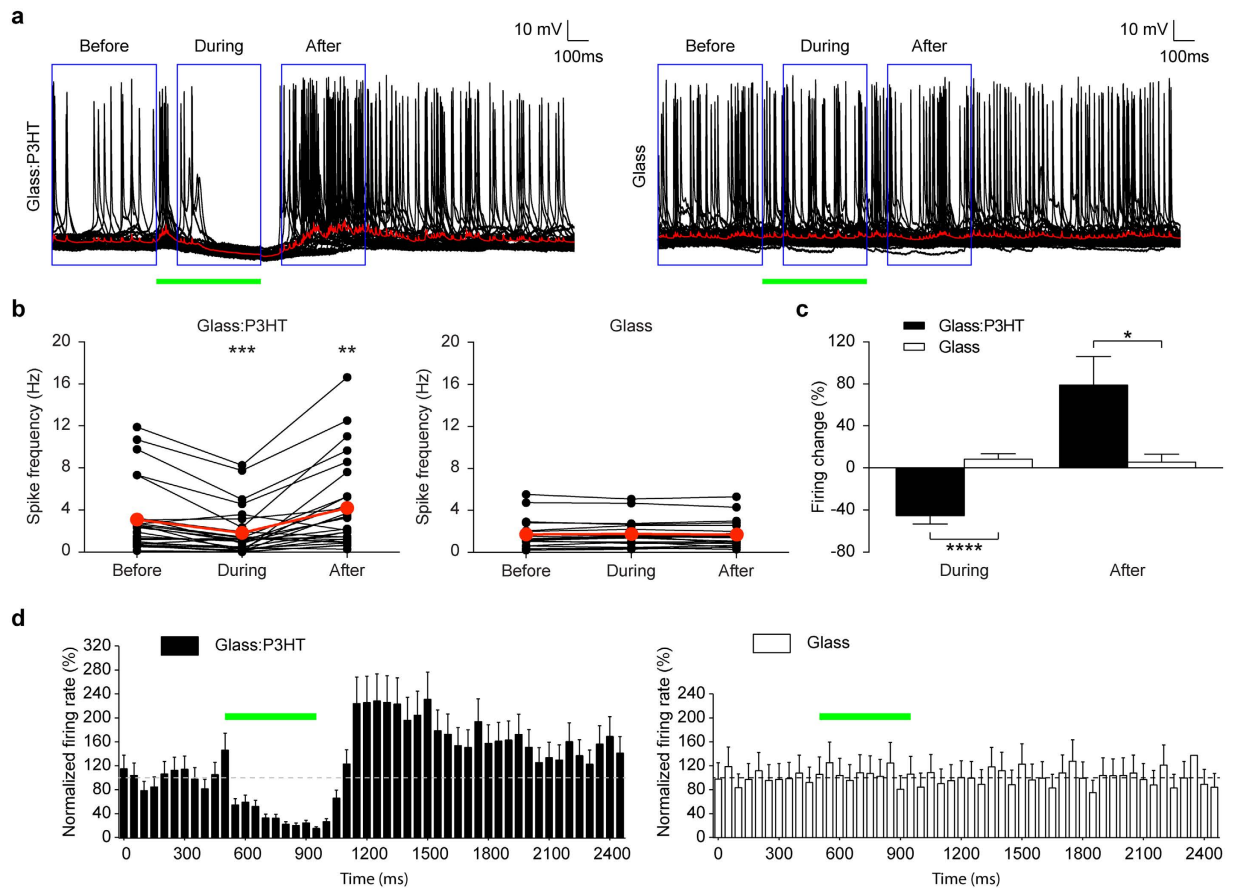 a
10 mV
100ms
Before During After
Glass:P3HT
10 mV
100ms
Before During After
Glass
b
Glass:P3HT
*** **
Spike frequency (Hz)
20
16
12
8
4
0
Before During After
Glass
Spike frequency (Hz)
20
16
12
8
4
0
Before During After
c
Glass:P3HT
Glass
Firing change (%)
120
80
40
0
-40
-80
*
****
During After
d
Glass:P3HT
Normalized firing rate (%)
320
280
240
200
160
120
80
40
0
0 300 600 900 1200 1500 1800 2100 2400
Time (ms)
Glass
Normalized firing rate (%)
240
200
160
120
80
40
0
0 300 600 900 1200 1500 1800 2100 2400
Time (ms)